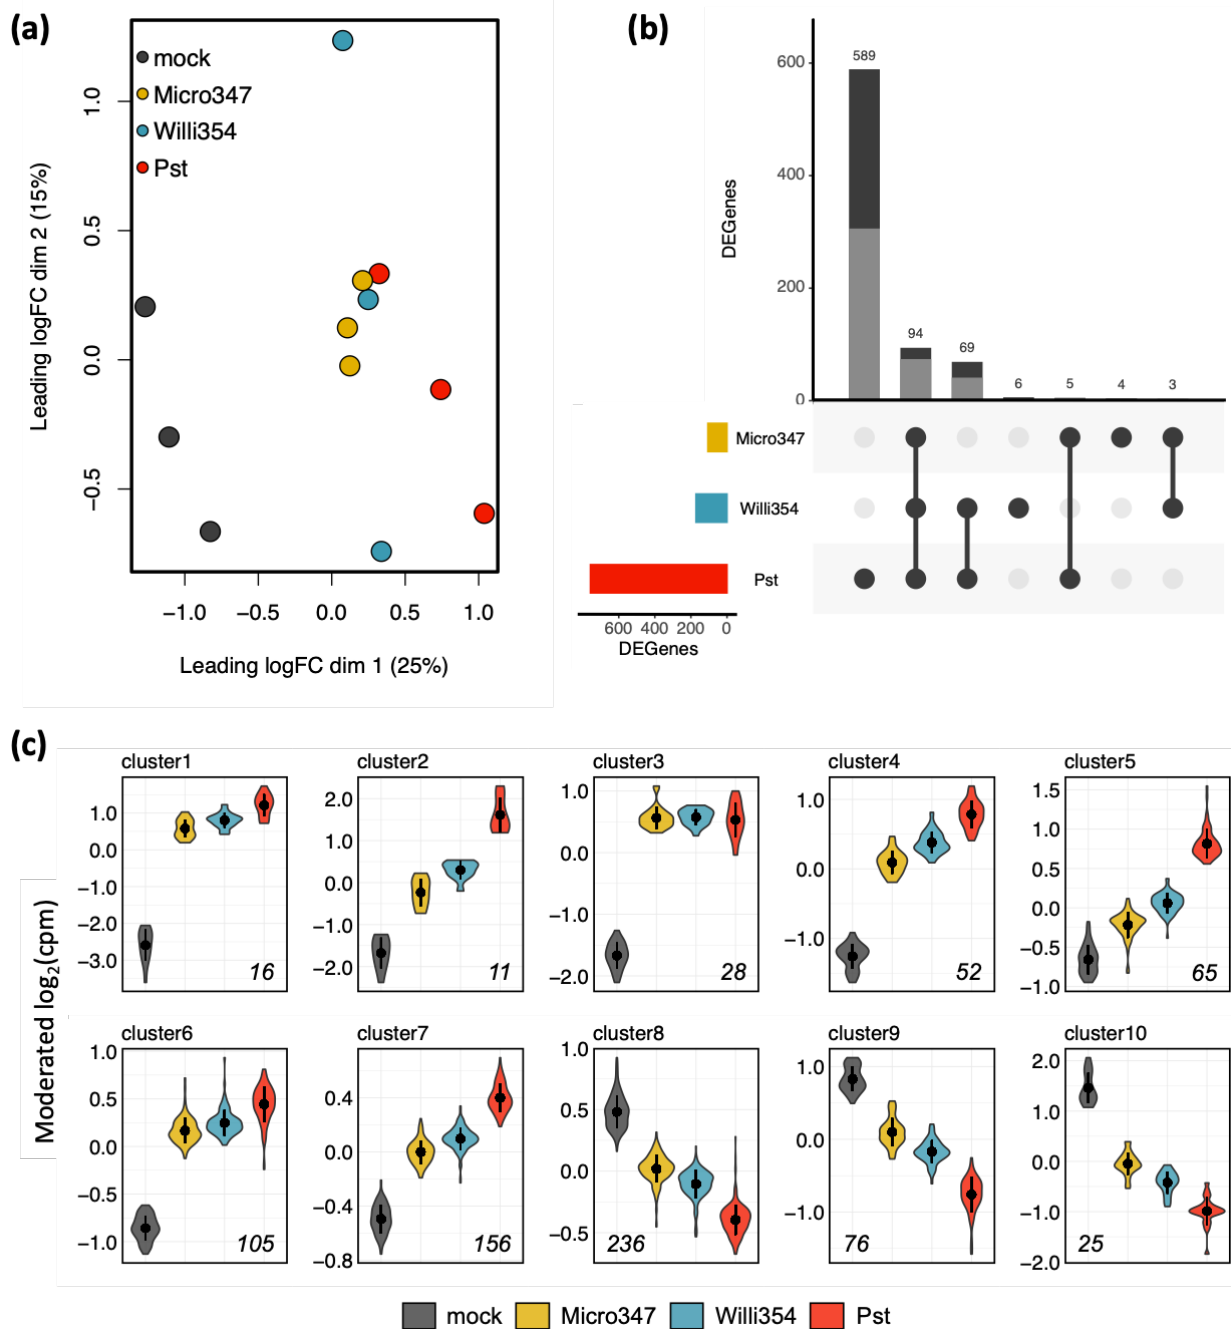 (a)
mock
Micro347
Willi354
Pst
Leading logFC dim 2 (15%)
1.0
0.5
0.0
−0.5
−1.0 −0.5 0.0 0.5 1.0
Leading logFC dim 1 (25%)
(b)
DEGenes
600
400
200
0
589
94
69
6
5
4
3
Micro347
Willi354
Pst
600 400 200 0
DEGenes
(c)
Moderated log2(cpm)
cluster1
1.0
0.0
−1.0
−2.0
−3.0
16
cluster2
2.0
1.0
0.0
−1.0
−2.0
11
cluster3
1.0
0.0
−1.0
−2.0
28
cluster4
1.0
0.0
−1.0
52
cluster5
1.5
1.0
0.5
0.0
−0.5
−1.0
65
cluster6
1.0
0.5
0.0
−0.5
−1.0
105
cluster7
0.4
0.0
−0.4
−0.8
156
cluster8
1.0
0.5
0.0
−0.5
236
cluster9
1.0
0.0
−1.0
76
cluster10
2.0
1.0
0.0
−1.0
−2.0
25
mock Micro347 Willi354 Pst